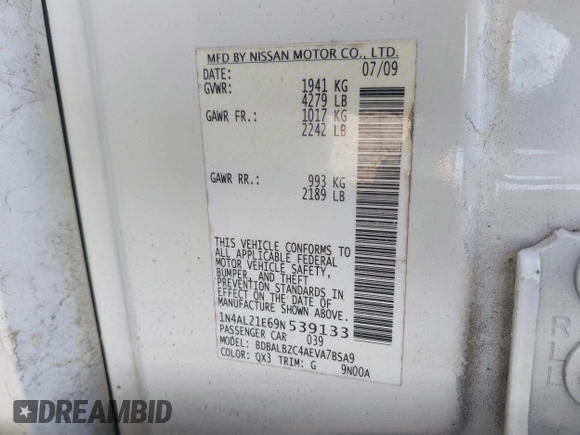 MFD BY NISSAN MOTOR CO., LTD.
DATE: 07/09
GVWR: 1941 KG
4279 LB
GAWR FR.: 1017 KG
2242 LB
GAWR RR.: 993 KG
2189 LB
THIS VEHICLE CONFORMS TO
ALL APPLICABLE FEDERAL
MOTOR VEHICLE SAFETY,
BUMPER, AND THEFT
PREVENTION STANDARDS IN
EFFECT ON THE DATE OF
MANUFACTURE SHOWN ABOVE.
1N4AL21E69N539133
PASSENGER CAR 039
MODEL: BDBALBZC4AEVA7BSA9
COLOR: QX3 TRIM: G 9N00A
RLL
DREAMBID